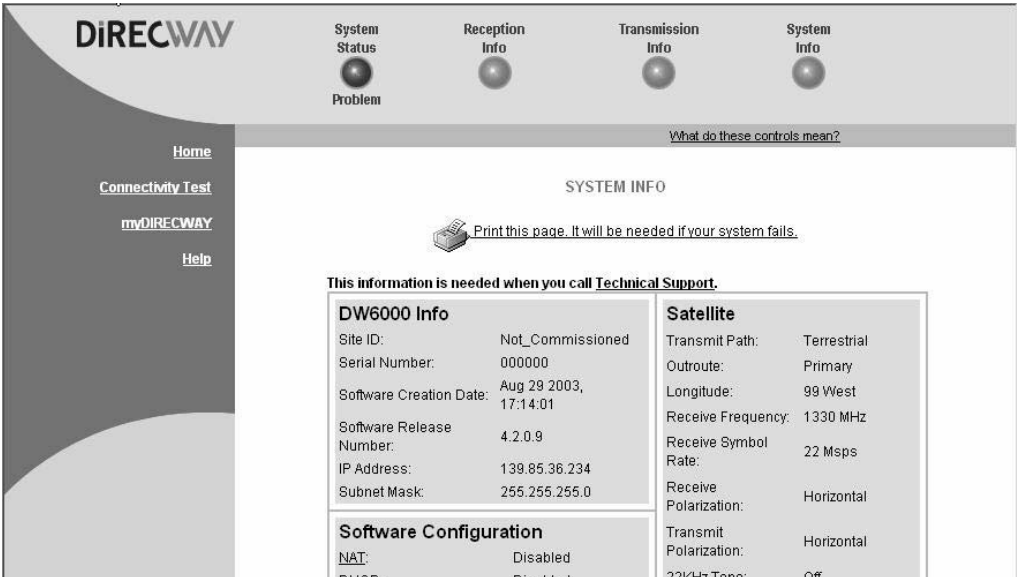 DiRECWAY
System Status
Problem
Reception Info
Transmission Info
System Info
What do these controls mean?
Home
Connectivity Test
myDIRECWAY
Help
SYSTEM INFO
Print this page. It will be needed if your system fails.
This information is needed when you call Technical Support.
DW6000 Info
Site ID: Not_Commissioned
Serial Number: 000000
Software Creation Date: Aug 29 2003, 17:14:01
Software Release Number: 4.2.0.9
IP Address: 139.85.36.234
Subnet Mask: 255.255.255.0
Software Configuration
NAT: Disabled
Satellite
Transmit Path: Terrestrial
Outroute: Primary
Longitude: 99 West
Receive Frequency: 1330 MHz
Receive Symbol Rate: 22 Msps
Receive Polarization: Horizontal
Transmit Polarization: Horizontal
22KHz Tone: Off